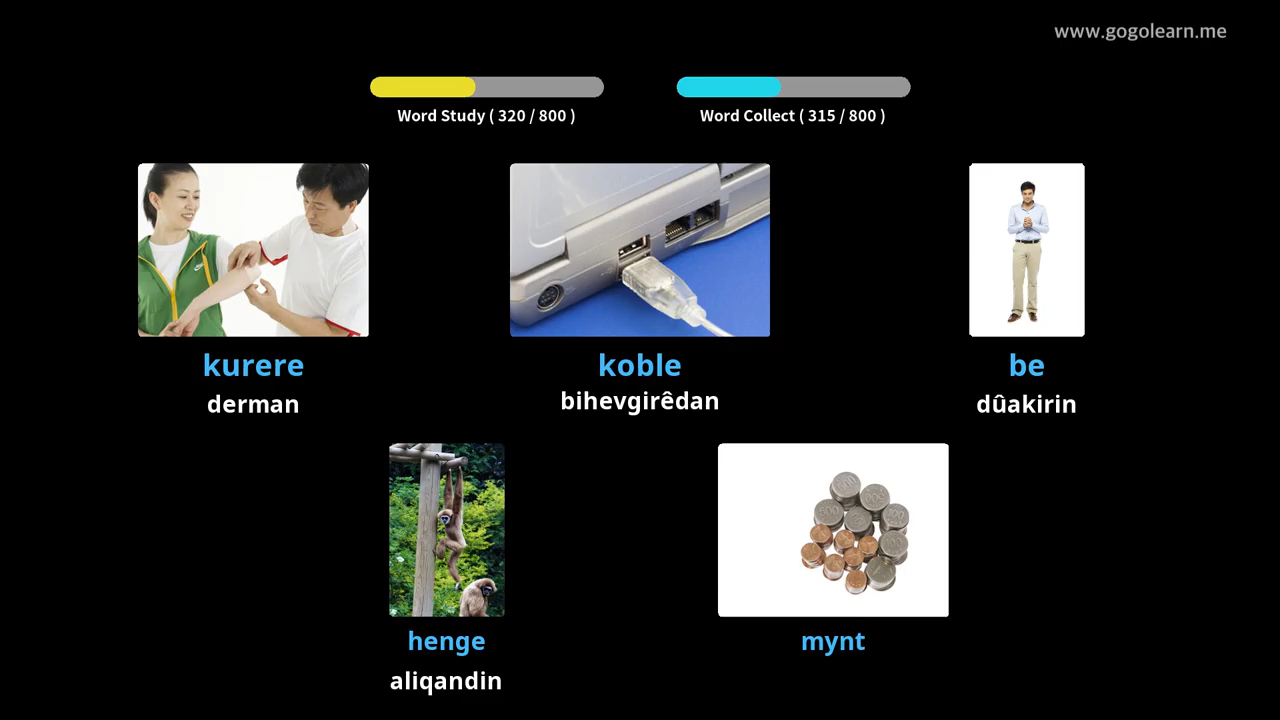 www.gogolearn.me
Word Study ( 320 / 800 )
Word Collect ( 315 / 800 )
kurere
derman
koble
bihevgirêdan
be
dûakirin
henge
aliqandin
mynt